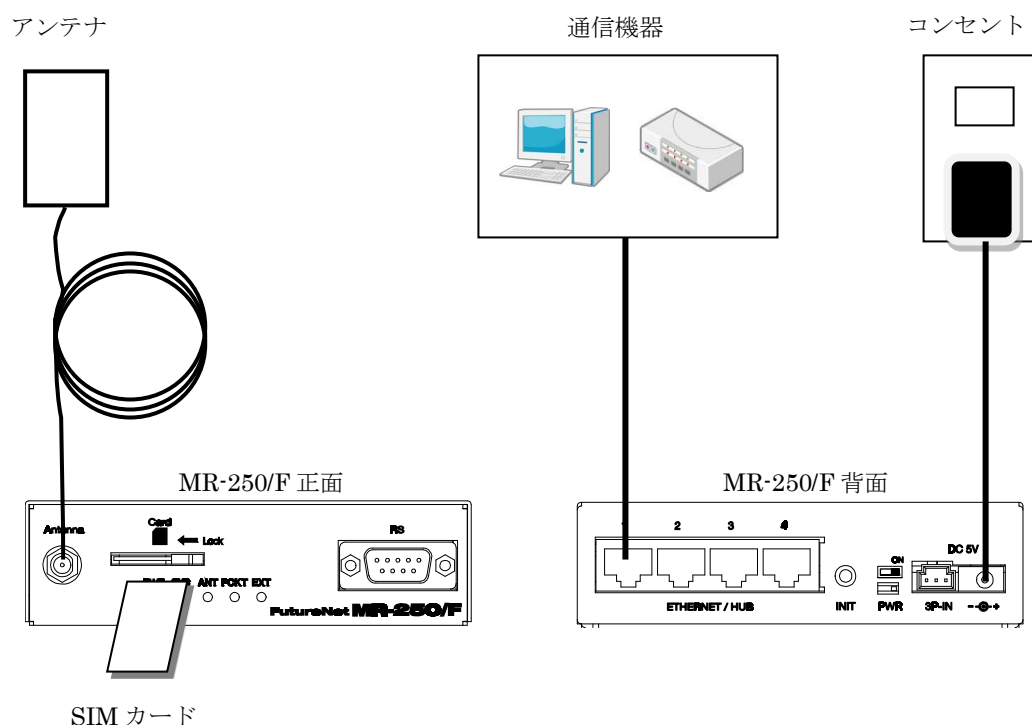 アンテナ
通信機器
コンセント
MR-250/F 正面
MR-250/F 背面
Antenna
Card
Lock
RS
ANT PCKT EXT
FutureNet MR-250/F
1 2 3 4
ETHERNET / HUB
INIT
ON
PWR
DC 5V
3P-IN
SIM カード